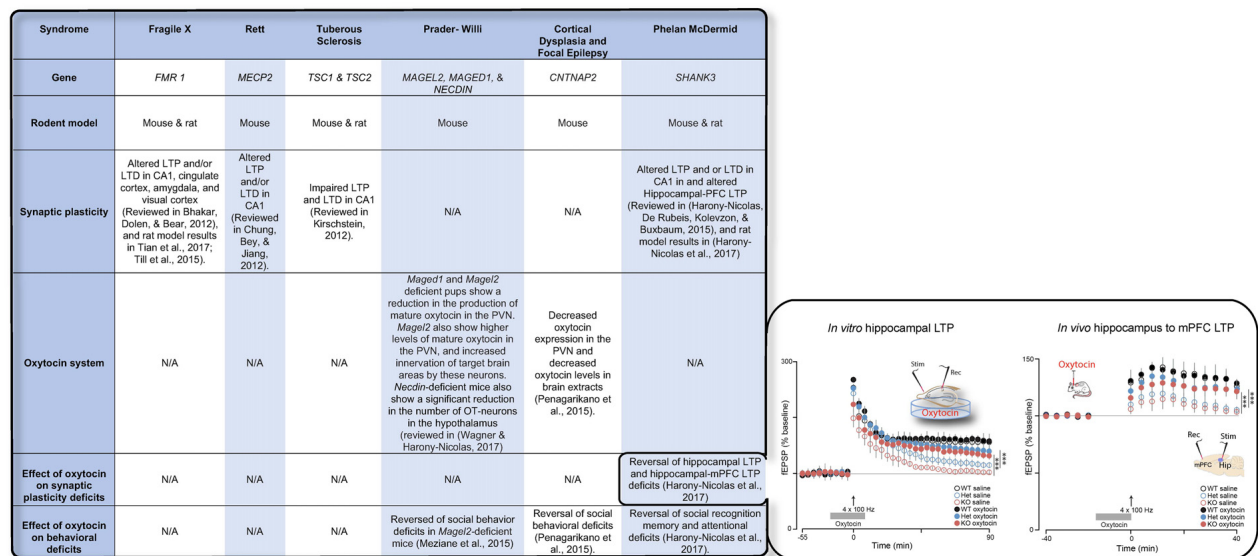 Syndrome
Fragile X
Rett
Tuberous
Sclerosis
Prader- Willi
Cortical
Dysplasia and
Focal Epilepsy
Phelan McDermid
Gene
FMR 1
MECP2
TSC1 & TSC2
MAGEL2, MAGED1, &
NECDIN
CNTNAP2
SHANK3
Rodent model
Mouse & rat
Mouse
Mouse & rat
Mouse
Mouse
Mouse & rat
Synaptic plasticity
Altered LTP and/or
LTD in CA1, cingulate
cortex, amygdala, and
visual cortex
(Reviewed in Bhakar,
Dolen, & Bear, 2012),
and rat model results
in Tian et al., 2017;
Till et al., 2015).
Altered
LTP
and/or
LTD in
CA1
(Reviewed
in Chung,
Bey, &
Jiang,
2012).
Impaired LTP
and LTD in CA1
(Reviewed in
Kirschstein,
2012).
N/A
N/A
Altered LTP and or LTD in
CA1 in and altered
Hippocampal-PFC LTP
(Reviewed in (Harony-Nicolas,
De Rubeis, Kolevzon, &
Buxbaum, 2015), and rat
model results in (Harony-
Nicolas et al., 2017)
Oxytocin system
N/A
N/A
N/A
Maged1 and Magel2
deficient pups show a
reduction in the production of
mature oxytocin in the PVN.
Magel2 also show higher
levels of mature oxytocin in
the PVN, and increased
innervation of target brain
areas by these neurons.
Necdin-deficient mice also
show a significant reduction
in the number of OT-neurons
in the hypothalamus
(reviewed in (Wagner &
Harony-Nicolas, 2017)
Decreased
oxytocin
expression in the
PVN and
decreased
oxytocin levels in
brain extracts
(Penagarikano et
al., 2015).
N/A
Effect of oxytocin
on synaptic
plasticity deficits
N/A
N/A
N/A
N/A
N/A
Reversal of hippocampal LTP
and hippocampal-mPFC LTP
deficits (Harony-Nicolas et al.,
2017)
Effect of oxytocin
on behavioral
deficits
N/A
N/A
N/A
Reversed of social behavior
deficits in Magel2-deficient
mice (Meziane et al., 2015)
Reversal of social
behavioral deficits
(Penagarikano et
al., 2015).
Reversal of social recognition
memory and attentional
deficits (Harony-Nicolas et al.,
2017).
In vitro hippocampal LTP
300
fEPSP (% baseline)
100
0
Stim
Rec
Oxytocin
***
***
WT saline
Het saline
KO saline
WT oxytocin
Het oxytocin
KO oxytocin
4 x 100 Hz
Oxytocin
-55
0
90
Time (min)
In vivo hippocampus to mPFC LTP
150
fEPSP (% baseline)
100
0
Oxytocin
***
***
Rec
Stim
mPFC
Hip
WT saline
Het saline
KO saline
WT oxytocin
Het oxytocin
KO oxytocin
4 x 100 Hz
Oxytocin
-40
0
40
Time (min)